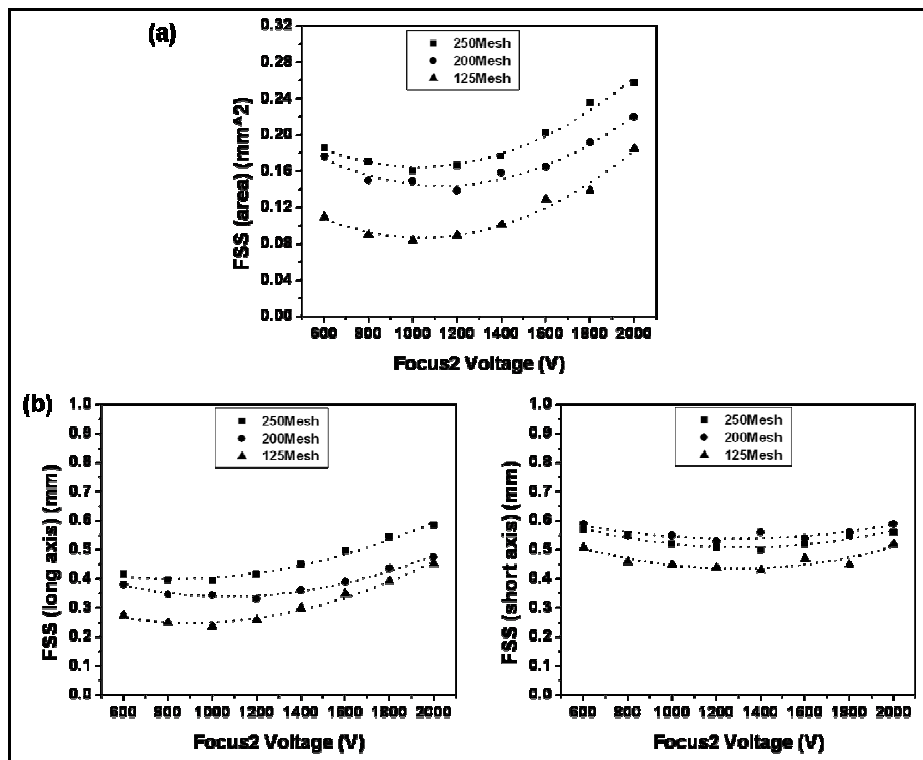 (a)
0.32
0.28
0.24
0.20
0.16
0.12
0.08
0.04
0.00
FSS (area) (mm^2)
250Mesh
200Mesh
125Mesh
600 800 1000 1200 1400 1600 1800 2000
Focus2 Voltage (V)
(b)
1.0
0.9
0.8
0.7
0.6
0.5
0.4
0.3
0.2
0.1
0.0
FSS (long axis) (mm)
250Mesh
200Mesh
125Mesh
600 800 1000 1200 1400 1600 1800 2000
Focus2 Voltage (V)
1.0
0.9
0.8
0.7
0.6
0.5
0.4
0.3
0.2
0.1
0.0
FSS (short axis) (mm)
250Mesh
200Mesh
125Mesh
600 800 1000 1200 1400 1600 1800 2000
Focus2 Voltage (V)